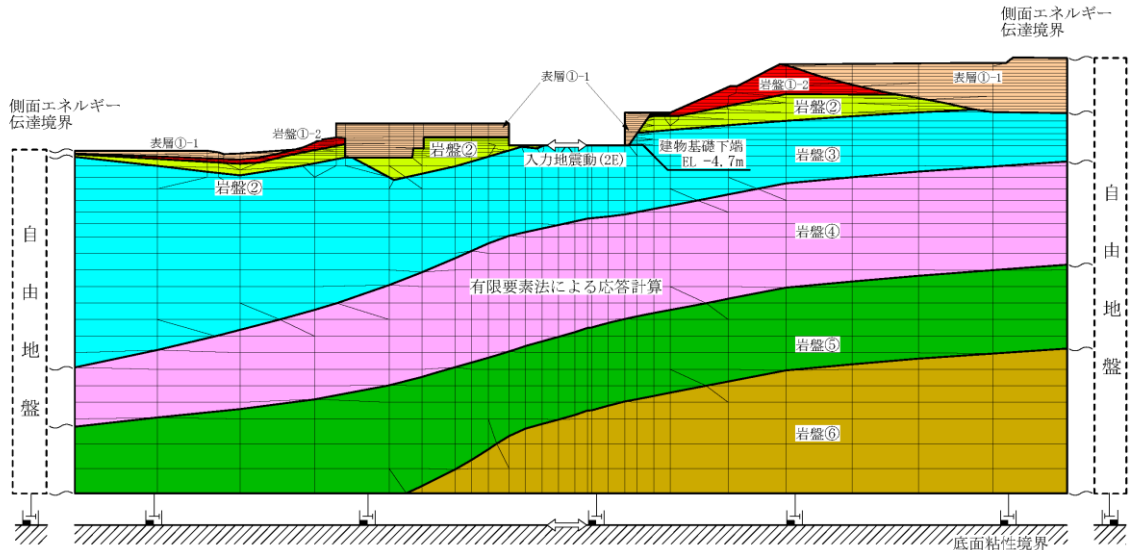 側面エネルギー
伝達境界
側面エネルギー
伝達境界
表層①-1
岩盤①-2
表層①-1
岩盤①-2
表層①-1
岩盤②
岩盤②
岩盤②
入力地震動(2E)
建物基礎下端
EL -4.7m
岩盤③
岩盤④
有限要素法による応答計算
岩盤⑤
岩盤⑥
自由地盤
自由地盤
底面粘性境界